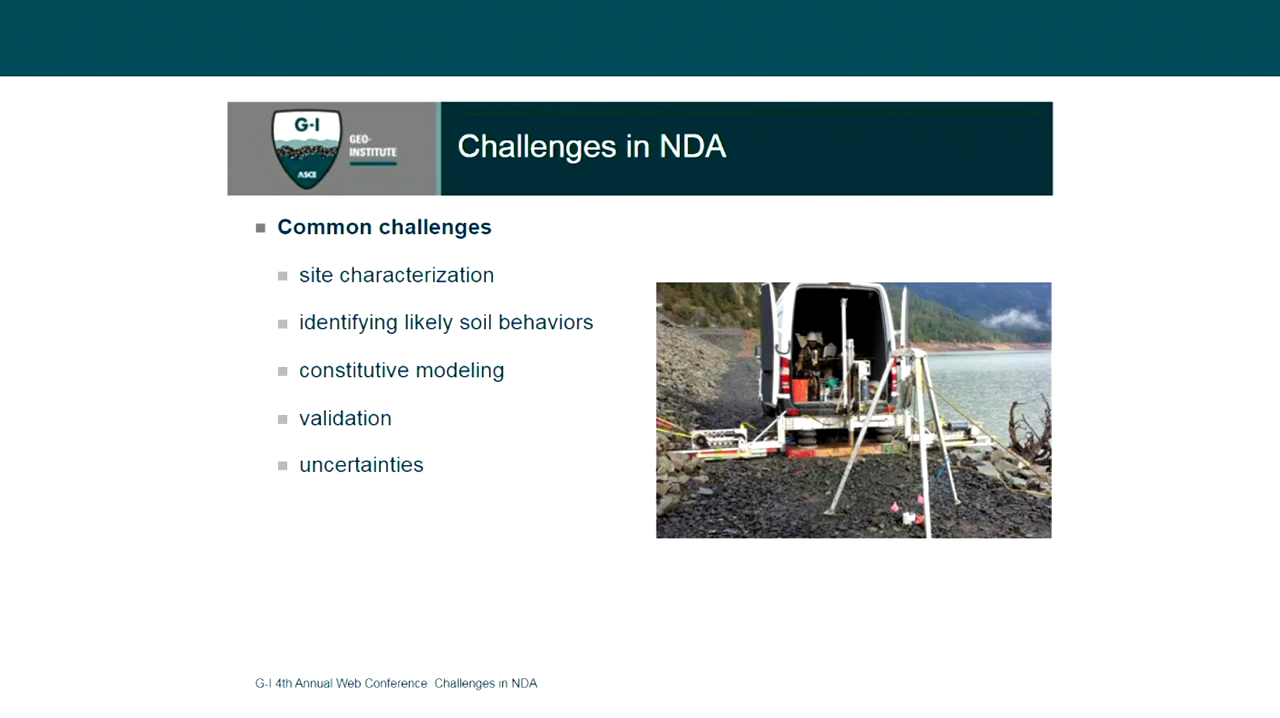 G-I
GEO-
INSTITUTE
ASCE
Challenges in NDA
Common challenges
site characterization
identifying likely soil behaviors
constitutive modeling
validation
uncertainties
G-I 4th Annual Web Conference: Challenges in NDA